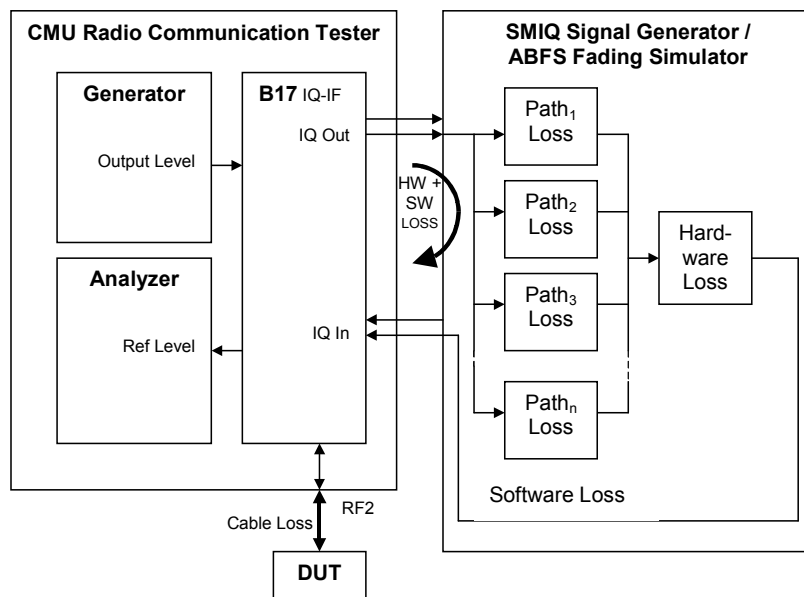 CMU Radio Communication Tester
Generator
Output Level
Analyzer
Ref Level
B17 IQ-IF
IQ Out
IQ In
HW +
SW
LOSS
RF2
Cable Loss
DUT
SMIQ Signal Generator /
ABFS Fading Simulator
Path₁
Loss
Path₂
Loss
Path₃
Loss
Pathₙ
Loss
Hard-
ware
Loss
Software Loss